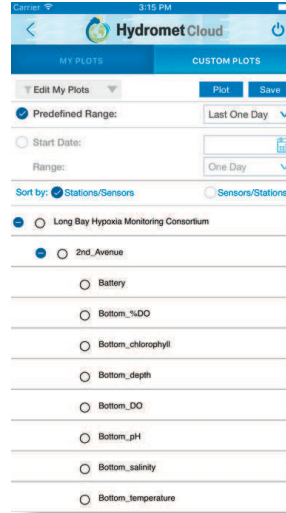 Carrier 3:15 PM
Hydromet Cloud
MY PLOTS CUSTOM PLOTS
Edit My Plots Plot Save
Predefined Range: Last One Day
Start Date:
Range: One Day
Sort by: Stations/Sensors Sensors/Stations
Long Bay Hypoxia Monitoring Consortium
2nd_Avenue
Battery
Bottom_%DO
Bottom_chlorophyll
Bottom_depth
Bottom_DO
Bottom_pH
Bottom_salinity
Bottom_temperature